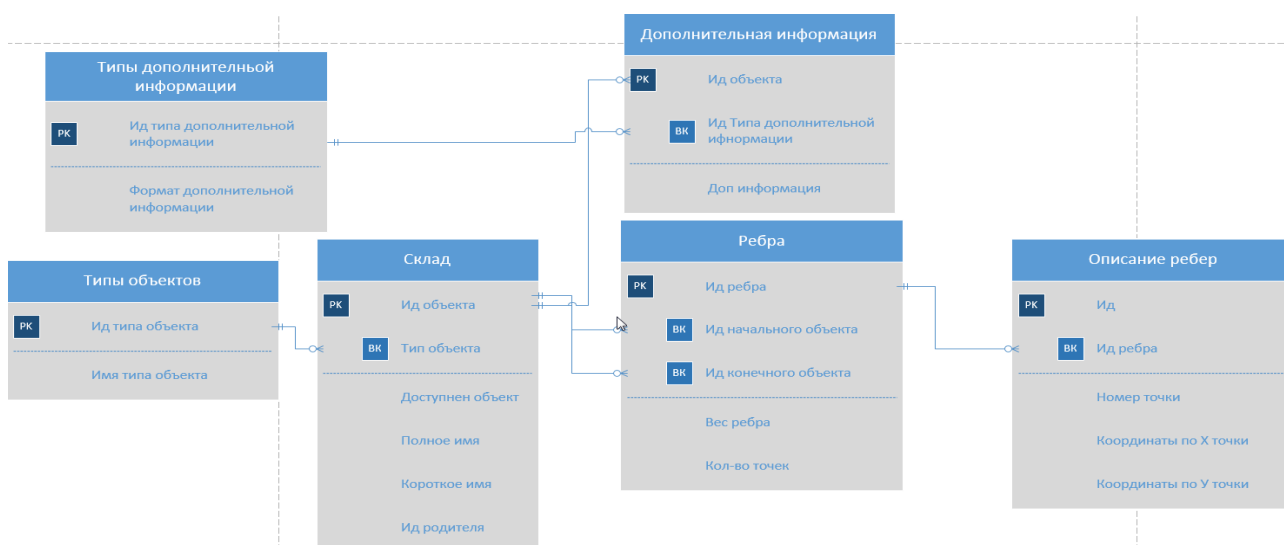 Типы дополнителньой
информации
PK
Ид типа дополнительной
информации
Формат дополнительной
информации
Дополнительная информация
PK
Ид объекта
ВК
Ид Типа дополнительной
ифнормации
Доп информация
Типы объектов
PK
Ид типа объекта
Имя типа объекта
Склад
PK
Ид объекта
ВК
Тип объекта
Доступнен объект
Полное имя
Короткое имя
Ид родителя
Ребра
PK
Ид ребра
ВК
Ид начального объекта
ВК
Ид конечного объекта
Вес ребра
Кол-во точек
Описание ребер
PK
Ид
ВК
Ид ребра
Номер точки
Координаты по X точки
Координаты по У точки